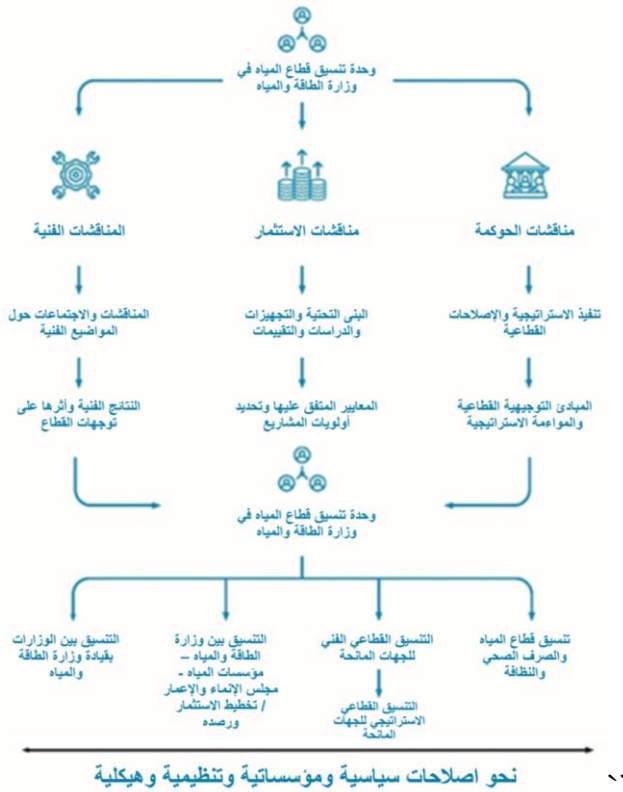 وحدة تنسيق قطاع المياه في
وزارة الطاقة والمياه
مناقشات الحوكمة
مناقشات الاستثمار
المناقشات الفنية
تنفيذ الاستراتيجية والإصلاحات
القطاعية
البنى التحتية والتجهيزات
والدراسات والتقييمات
المناقشات والاجتماعات حول
المواضيع الفنية
المبادئ التوجيهية القطاعية
والمواءمة الاستراتيجية
المعايير المتفق عليها وتحديد
أولويات المشاريع
النتائج الفنية وأثرها على
توجهات القطاع
وحدة تنسيق قطاع المياه في
وزارة الطاقة والمياه
تنسيق قطاع المياه
والصرف الصحي
والنظافة
التنسيق القطاعي الفني
للجهات المانحة
التنسيق القطاعي
الاستراتيجي للجهات
المانحة
التنسيق بين وزارة
الطاقة والمياه –
مؤسسات المياه -
مجلس الإنماء والإعمار
/ تخطيط الاستثمار
ورصده
التنسيق بين الوزارات
بقيادة وزارة الطاقة
والمياه
نحو اصلاحات سياسية ومؤسساتية وتنظيمية وهيكلية